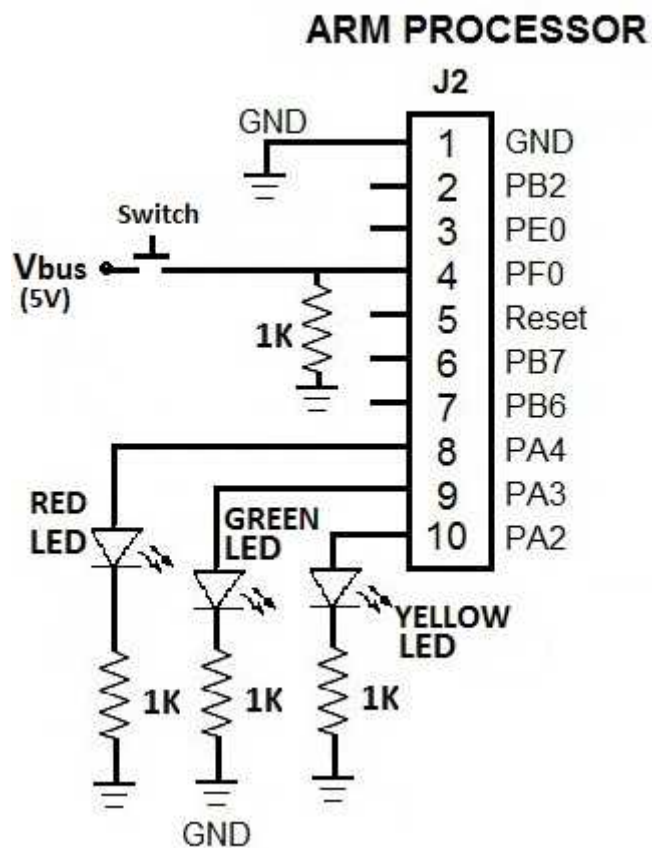 ARM PROCESSOR
J2
GND
1 GND
2 PB2
Switch
3 PE0
Vbus
(5V)
4 PF0
5 Reset
1K
6 PB7
7 PB6
8 PA4
RED
LED
9 PA3
GREEN
LED
10 PA2
YELLOW
LED
1K
1K
1K
GND